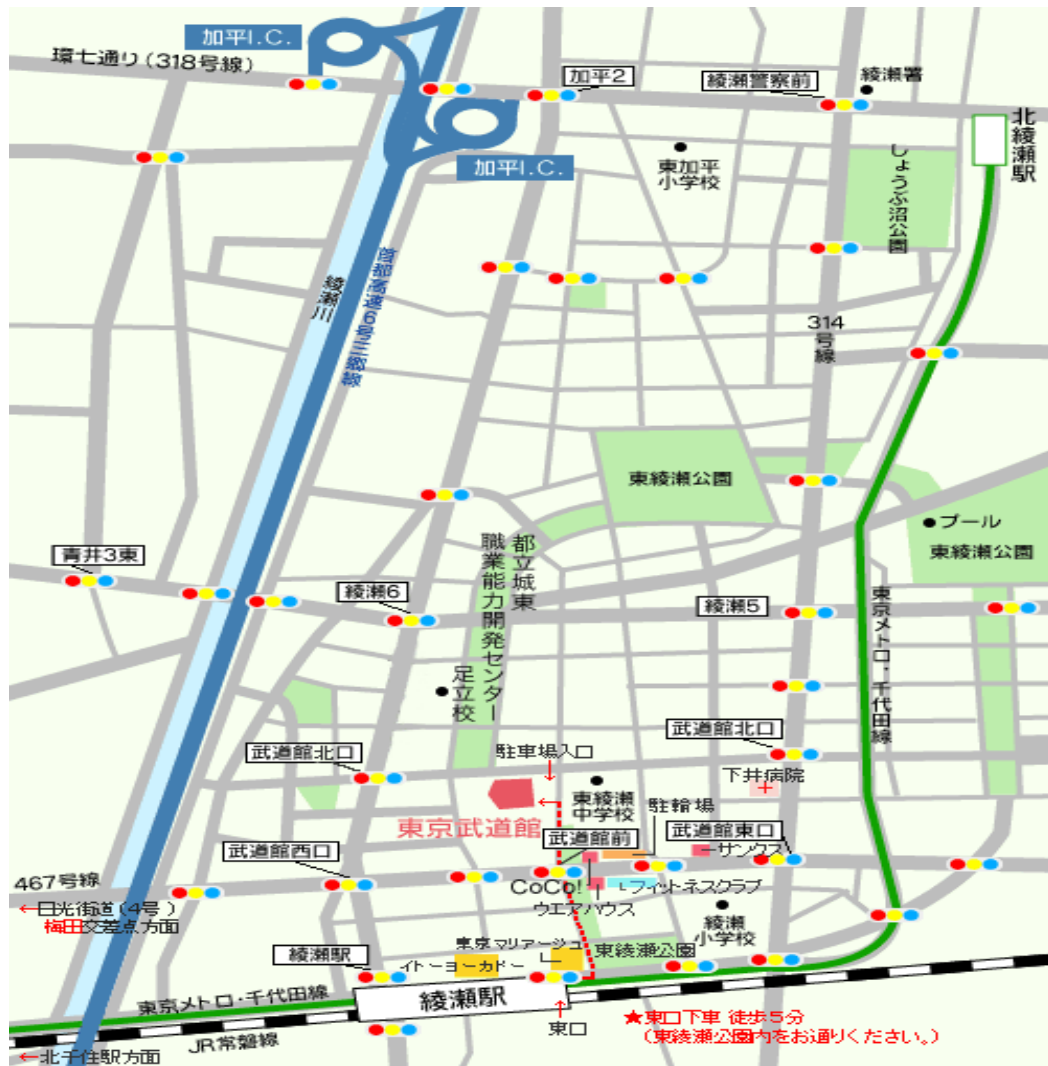 加平I.C.
環七通り(318号線)
加平2
綾瀬警察前
綾瀬署
北綾瀬駅
加平I.C.
東加平
小学校
しょうぶ沼公園
綾瀬川
首都高速6号三郷線
314号線
東綾瀬公園
プール
東綾瀬公園
青井3東
綾瀬6
都立城東
職業能力開発センター
足立校
綾瀬5
東京メトロ・千代田線
武道館北口
駐車場入口
武道館北口
下井病院
東綾瀬
中学校
駐輪場
東京武道館
武道館前
武道館東口
サンクス
武道館西口
467号線
CoCo!
フィットネスクラブ
ウエアハウス
←日光街道(4号)
梅田交差点方面
綾瀬
小学校
東京マリアージュ
東綾瀬公園
綾瀬駅
イトーヨーカドー
東京メトロ・千代田線
綾瀬駅
東口
★東口下車 徒歩5分
(東綾瀬公園内をお通りください。)
JR常磐線
←北千住駅方面